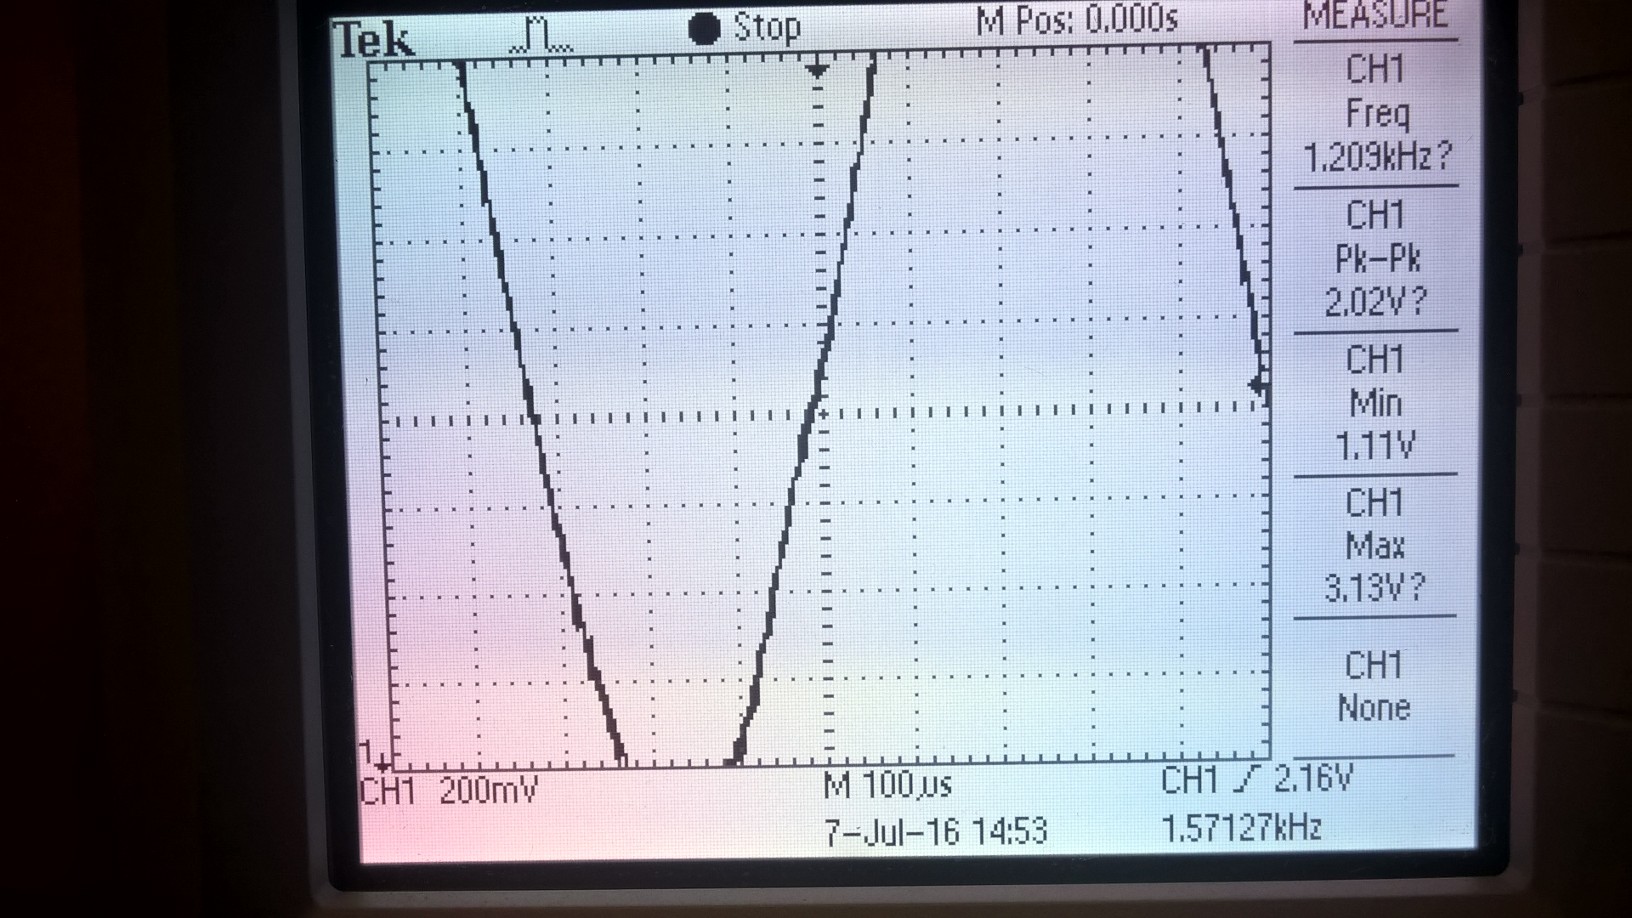 Tek Stop M Pos: 0.000s MEASURE
CH1
Freq
1.209kHz?
CH1
Pk-Pk
2.02V?
CH1
Min
1.11V
CH1
Max
3.13V?
CH1
None
1
CH1 200mV M 100µs CH1 2.16V
7-Jul-16 14:53 1.57127kHz